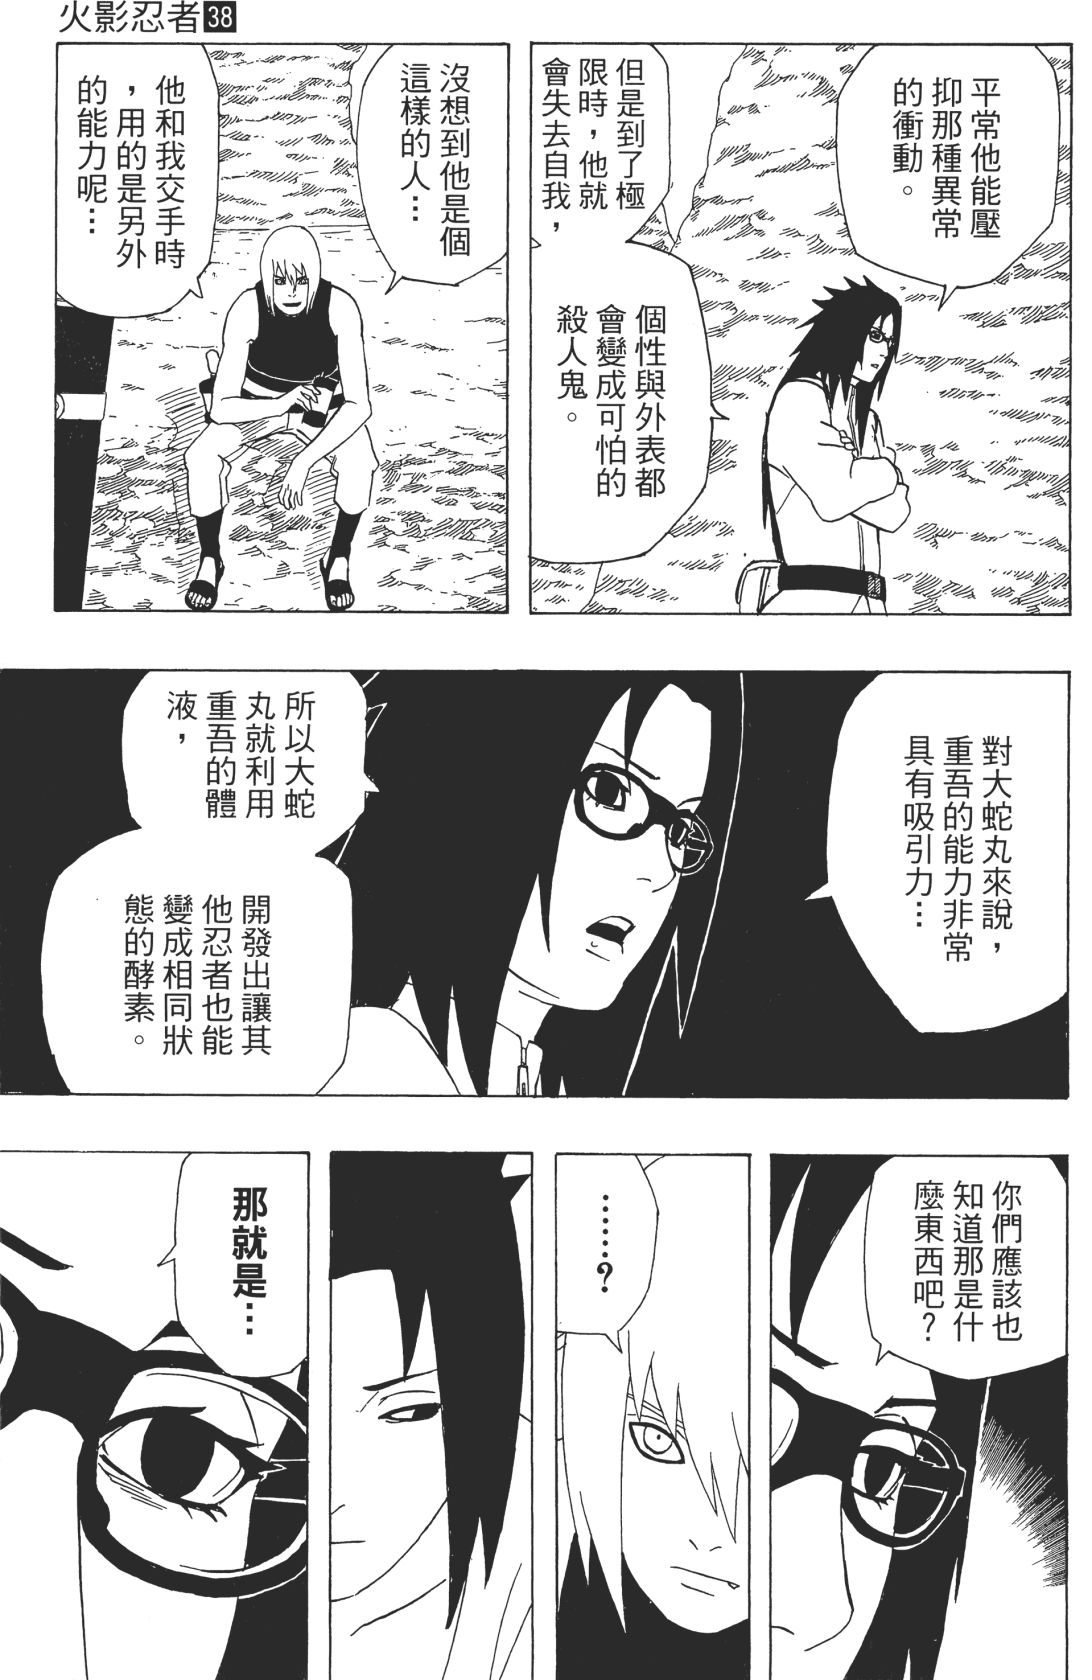 火影忍者38
平常他能壓
抑那種異常
的衝動。
但是到了極
限時，他就
會失去自我，
個性與外表都
會變成可怕的
殺人鬼。
沒想到他是個
這樣的人…
他和我交手時
，用的是另外
的能力呢…
對大蛇丸來說，
重吾的能力非常
具有吸引力…
所以大蛇
丸就利用
重吾的體
液，
開發出讓其
他忍者也能
變成相同狀
態的酵素。
你們應該也
知道那是什
麼東西吧？
……？
那就是…